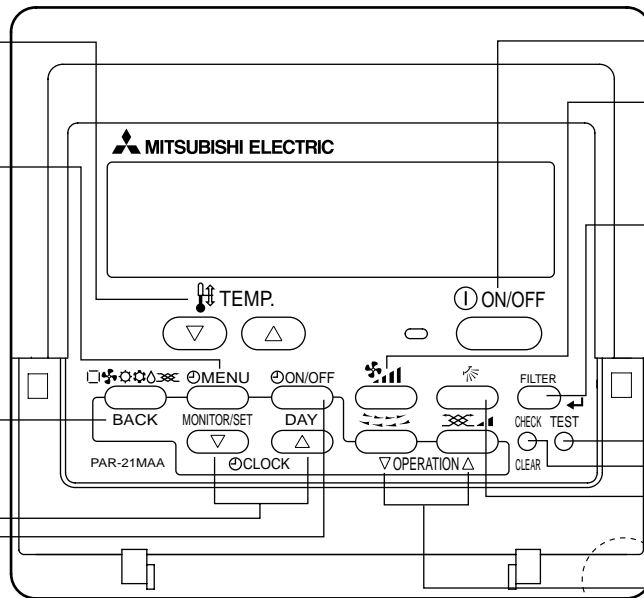 MITSUBISHI ELECTRIC
TEMP.
ON/OFF
MENU
ON/OFF
FILTER
BACK
MONITOR/SET
DAY
CHECK TEST
PAR-21MAA
CLOCK
OPERATION
CLEAR